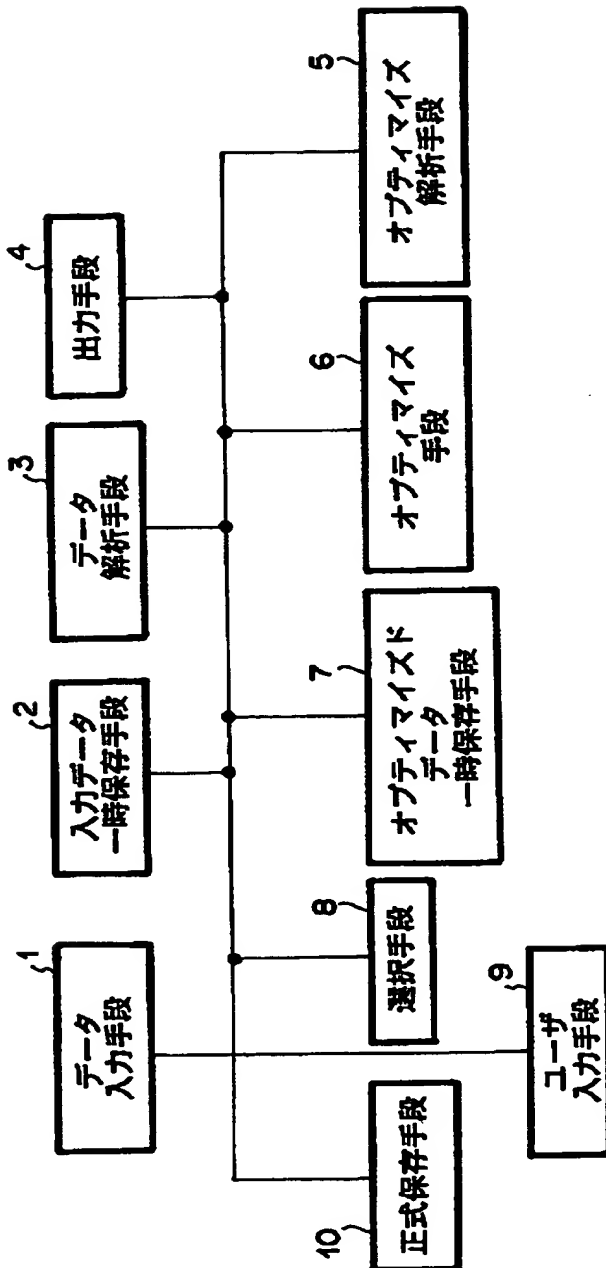 1
データ
入力手段
2
入力データ
一時保存手段
3
データ
解析手段
4
出力手段
10
正式保存手段
8
選択手段
7
オプティマイズド
データ
一時保存手段
6
オプティマイズ
手段
5
オプティマイズ
解析手段
9
ユーザ
入力手段